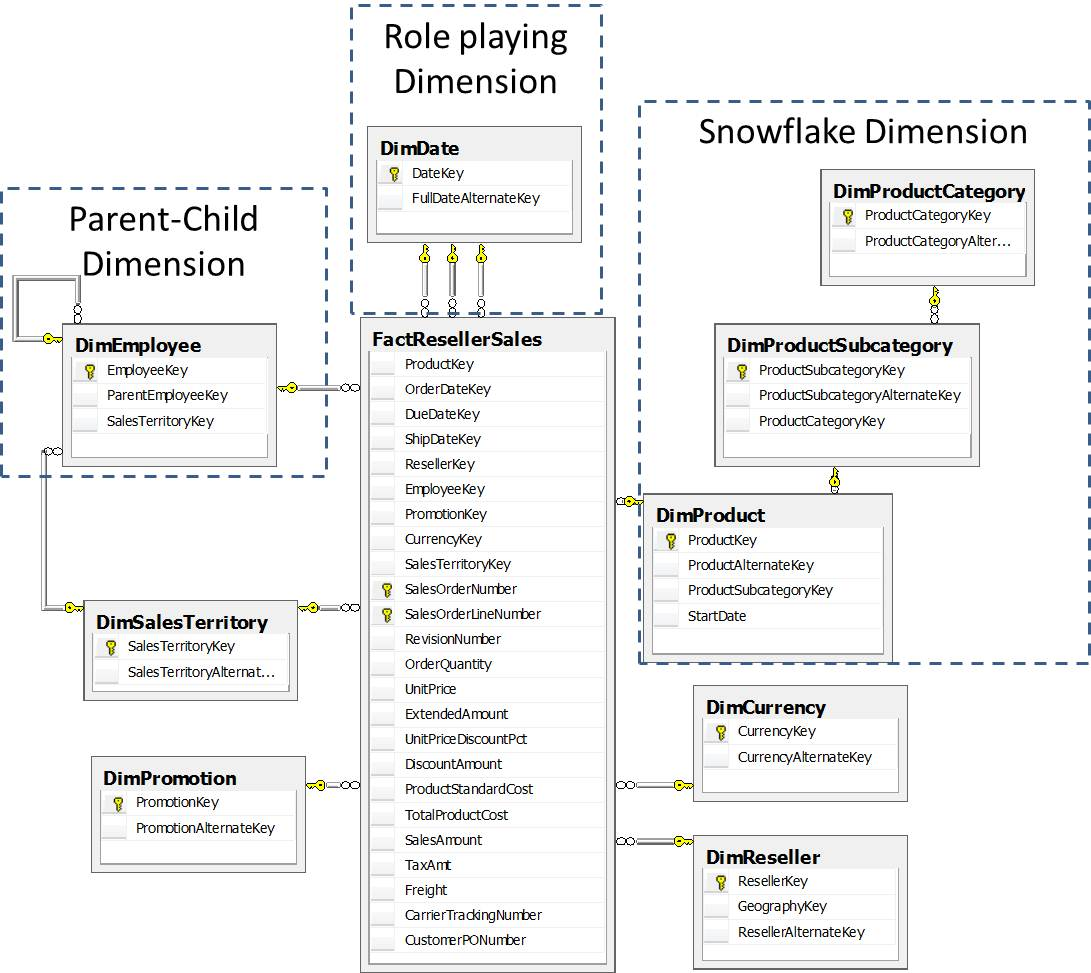 Role playing
Dimension
DimDate
DateKey
FullDateAlternateKey
Snowflake Dimension
DimProductCategory
ProductCategoryKey
ProductCategoryAlter...
Parent-Child
Dimension
DimEmployee
EmployeeKey
ParentEmployeeKey
SalesTerritoryKey
FactResellerSales
ProductKey
OrderDateKey
DueDateKey
ShipDateKey
ResellerKey
EmployeeKey
PromotionKey
CurrencyKey
SalesTerritoryKey
SalesOrderNumber
SalesOrderLineNumber
RevisionNumber
OrderQuantity
UnitPrice
ExtendedAmount
UnitPriceDiscountPct
DiscountAmount
ProductStandardCost
TotalProductCost
SalesAmount
TaxAmt
Freight
CarrierTrackingNumber
CustomerPONumber
DimProductSubcategory
ProductSubcategoryKey
ProductSubcategoryAlternateKey
ProductCategoryKey
DimProduct
ProductKey
ProductAlternateKey
ProductSubcategoryKey
StartDate
DimSalesTerritory
SalesTerritoryKey
SalesTerritoryAlternat...
DimPromotion
PromotionKey
PromotionAlternateKey
DimCurrency
CurrencyKey
CurrencyAlternateKey
DimReseller
ResellerKey
GeographyKey
ResellerAlternateKey